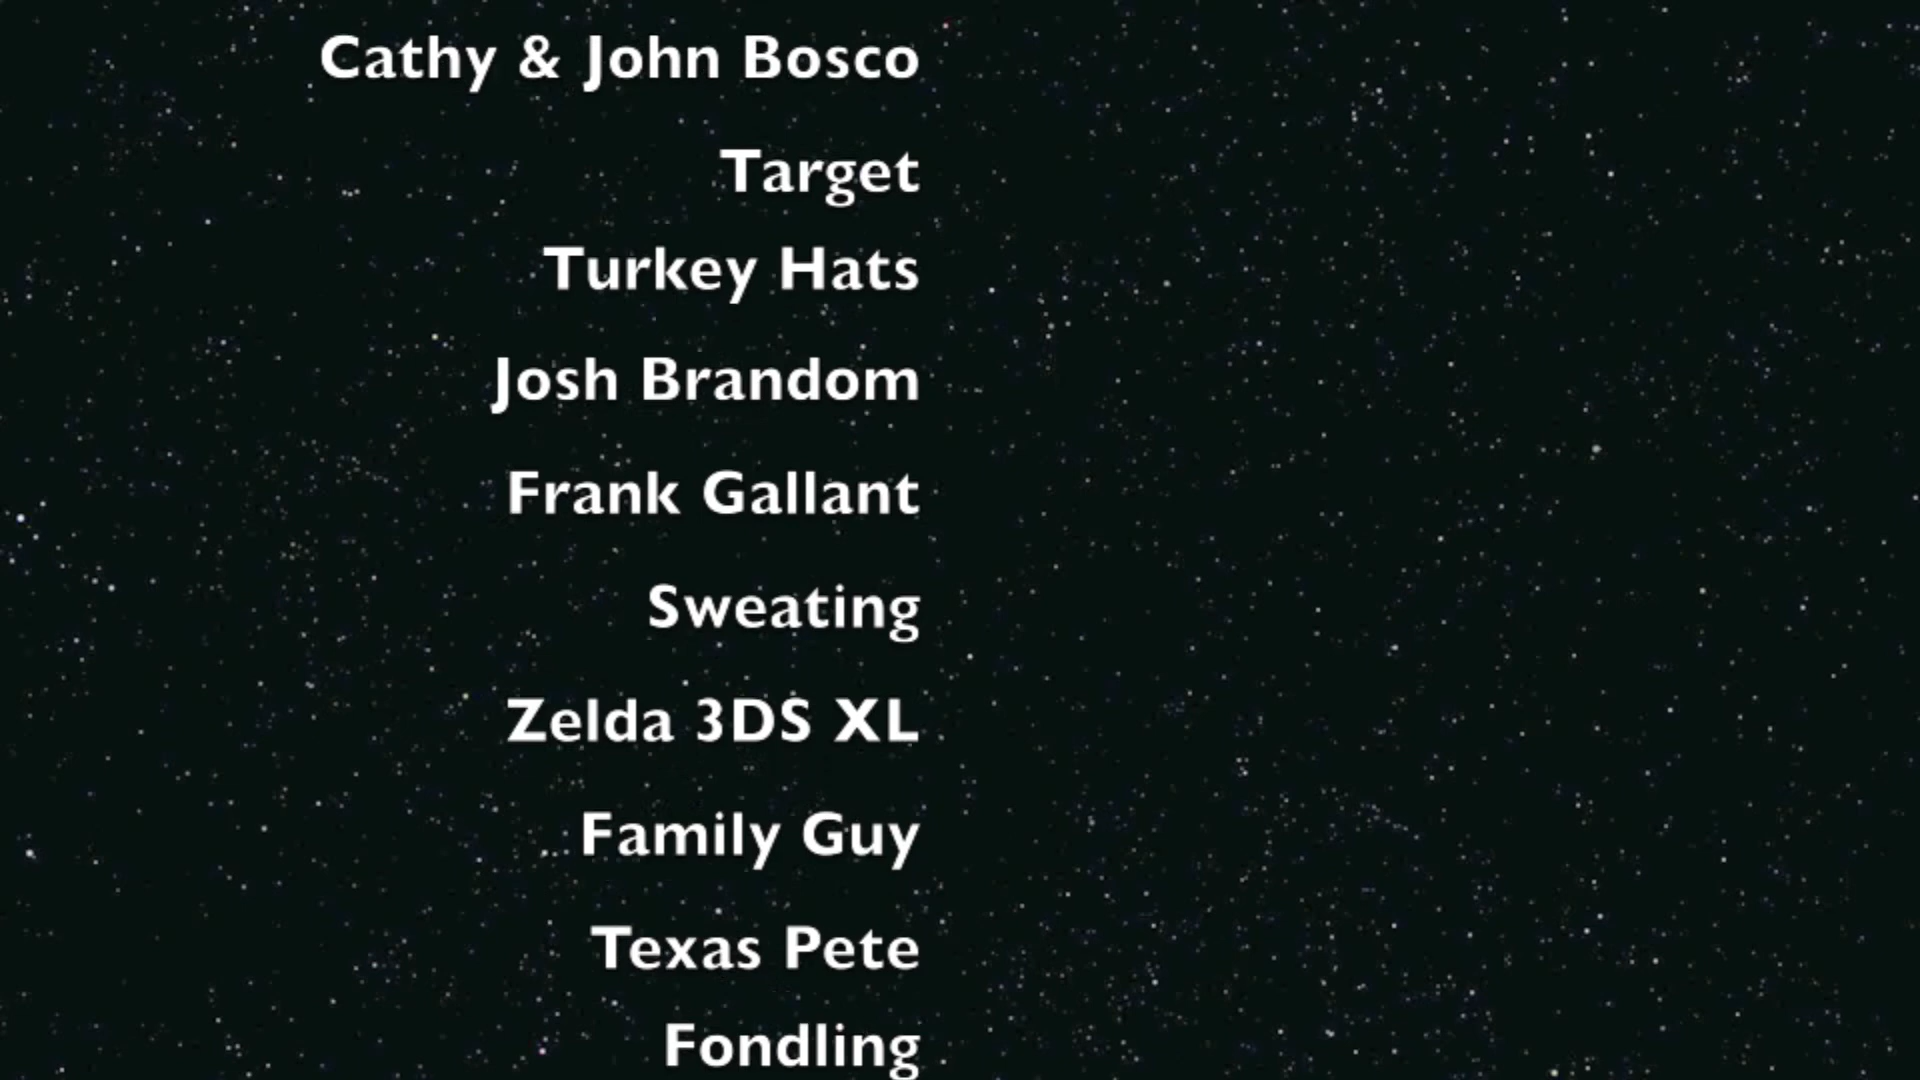 Cathy & John Bosco
Target
Turkey Hats
Josh Brandom
Frank Gallant
Sweating
Zelda 3DS XL
Family Guy
Texas Pete
Fondling